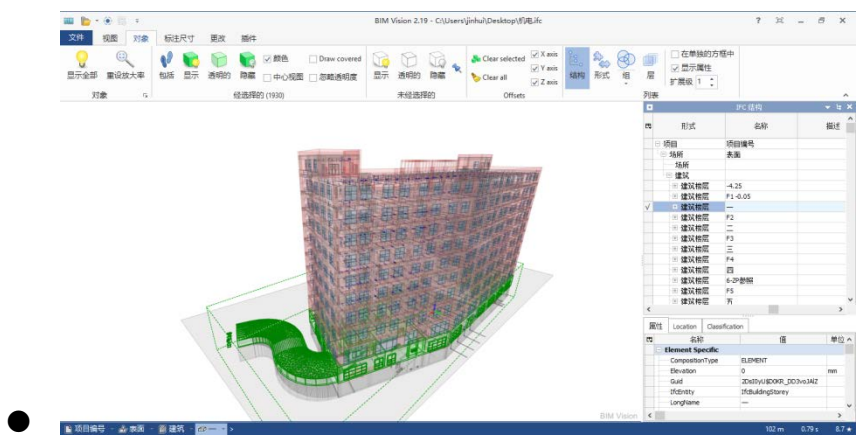 BIM Vision 2.19 - C:\Users\jinhui\Desktop\机电.ifc
文件 视图 对象 标注尺寸 更改 插件
显示全部 重设放大率 包括 显示 透明的 隐藏 颜色 Draw covered 显示 透明的 隐藏 Clear selected X axis 结构 形式 组 层 在单独的方框中
Y axis 显示属性
中心视图 忽略透明度 Clear all Z axis 扩展级 1
对象 经选择的 (1930) 未经选择的 Offsets 列表
IFC 结构
形式 名称 描述
项目 项目编号
场所 表面
场所
建筑
建筑楼层 -4.25
建筑楼层 F1-0.05
建筑楼层 一
建筑楼层 F2
建筑楼层 二
建筑楼层 F3
建筑楼层 三
建筑楼层 F4
建筑楼层 四
建筑楼层 6-ZP参照
建筑楼层 F5
建筑楼层 五
属性 Location Classification
名称 值 单位
Element Specific
CompositionType ELEMENT
Elevation 0 mm
Guid
IfcEntity IfcBuildingStorey
LongName 一
BIM Vision
项目编号 表面 建筑 一 102 m 0.79 s 8.7